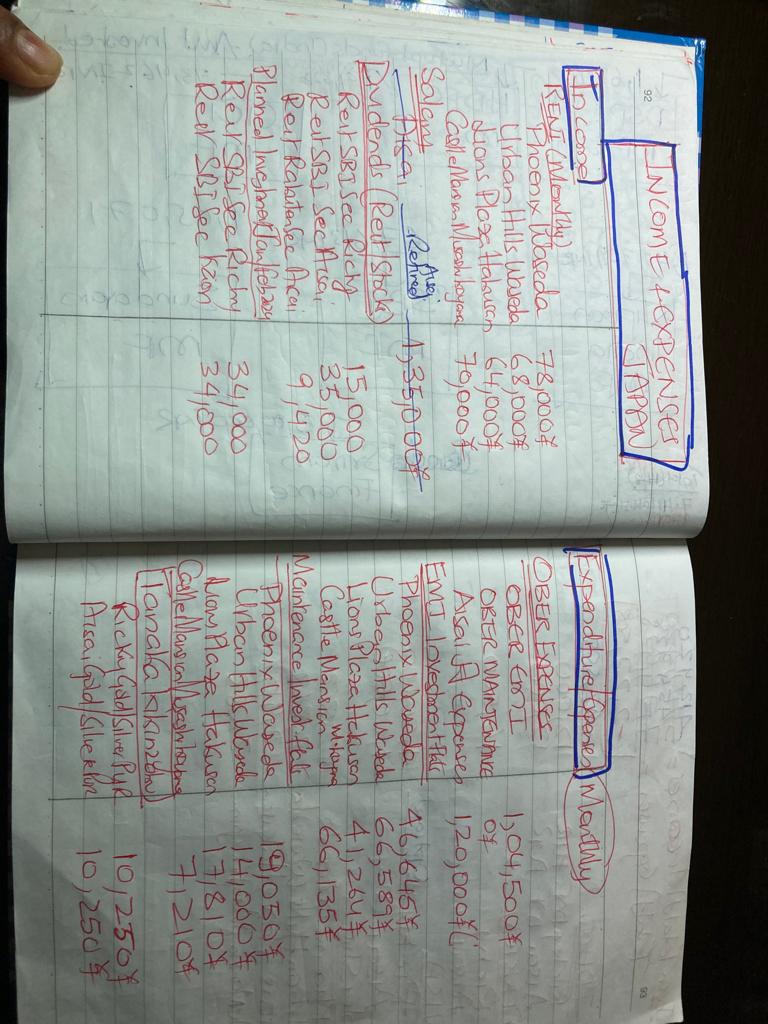 92
INCOME + EXPENSES
JAPAN
Income
RENT (Monthly)
Phoenix Waseda 78,000¥
Urban Hills Waseda 68,000¥
Lions Plaza Hakusan 64,000¥
Castle Mansion Musashikoyama 70,000¥
Salary
Aisai Retired Aisai 1,35,000¥
Dividends (Reit/Stocks)
Reit SBI Sec Richy 15,000
Reit SBI Sec Aisai 35,000
Reit Rakuten Sec Aisai 9,420
Planned Investment Jan/Feb 2024
Reit SBI Sec Richy 34,000
Reit SBI Sec Kaori 34,000
93
Expenditure/Expenses Monthly
OBER EXPENSES
OBER EMI 1,04,500¥
OBER MAINTENANCE 0¥
Aisai Expenses 1,20,000¥(
EMI Investment flats
Phoenix Waseda 46,645¥
Urban Hills Waseda 66,589¥
Lions Plaza Hakusan 41,264¥
Castle Mansion M-koyama 66,135¥
Maintenance Invest. flats
Phoenix Waseda 19,050¥
Urban Hills Waseda 14,000¥
Lions Plaza Hakusan 17,810¥
Castle Mansion Musashikoyama 7,210¥
Tanaka Kikinzoku
Ricky Gold/Silver 10,250¥
Aisai Gold/Silver 10,250¥